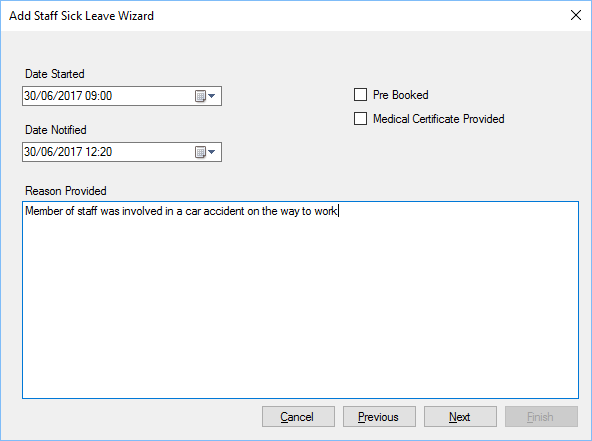 Add Staff Sick Leave Wizard
Date Started
30/06/2017 09:00
Pre Booked
Medical Certificate Provided
Date Notified
30/06/2017 12:20
Reason Provided
Member of staff was involved in a car accident on the way to work
Cancel Previous Next Finish